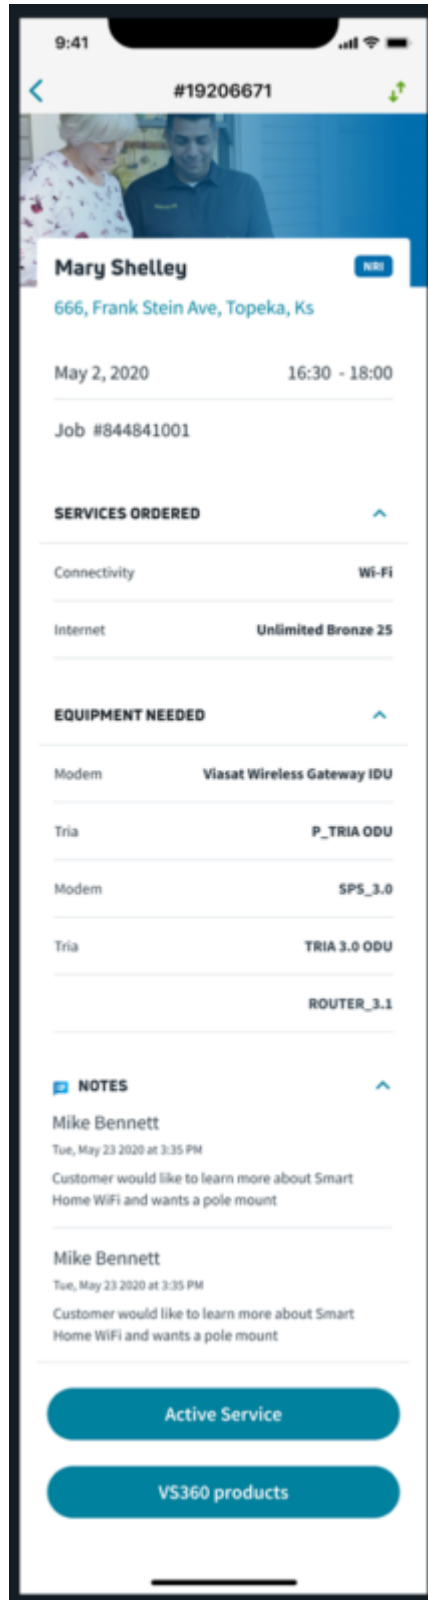 9:41
#19206671
Mary Shelley
NRI
666, Frank Stein Ave, Topeka, Ks
May 2, 2020 16:30 - 18:00
Job #844841001
SERVICES ORDERED
Connectivity Wi-Fi
Internet Unlimited Bronze 25
EQUIPMENT NEEDED
Modem Viasat Wireless Gateway IDU
Tria P_TRIA ODU
Modem SPS_3.0
Tria TRIA 3.0 ODU
ROUTER_3.1
NOTES
Mike Bennett
Tue, May 23 2020 at 3:35 PM
Customer would like to learn more about Smart
Home WiFi and wants a pole mount
Mike Bennett
Tue, May 23 2020 at 3:35 PM
Customer would like to learn more about Smart
Home WiFi and wants a pole mount
Active Service
VS360 products